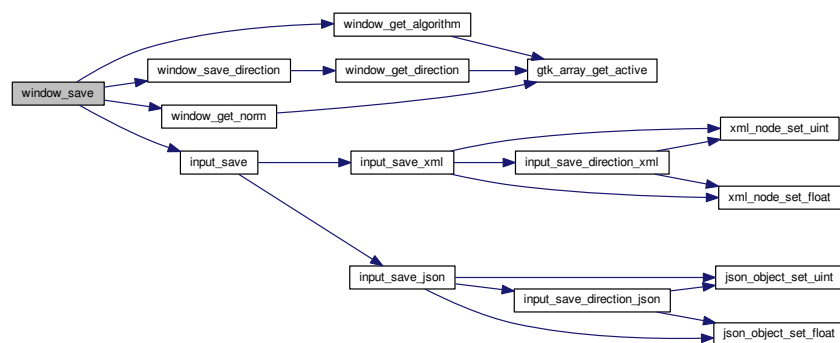 window_save
window_get_algorithm
window_save_direction
window_get_direction
gtk_array_get_active
window_get_norm
input_save
input_save_xml
input_save_direction_xml
xml_node_set_uint
xml_node_set_float
input_save_json
input_save_direction_json
json_object_set_uint
json_object_set_float